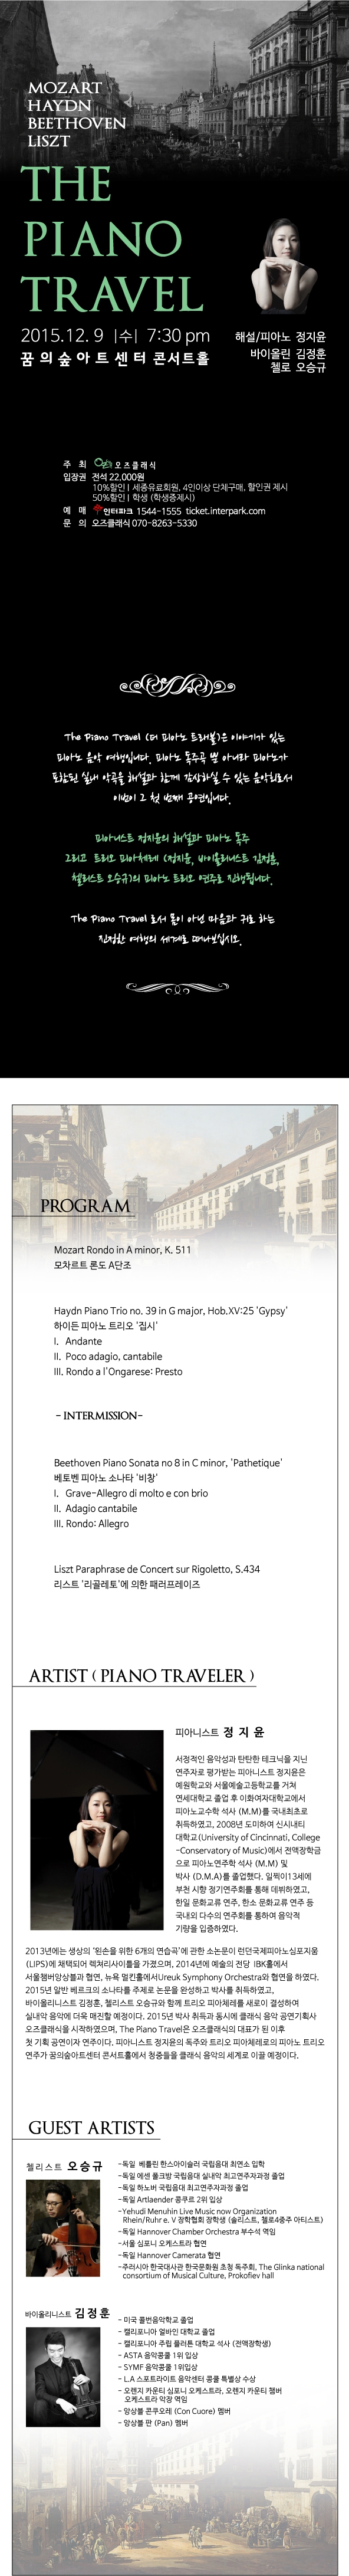 MOZART
HAYDN
BEETHOVEN
LISZT
THE
PIANO
TRAVEL
2015.12. 9 |수| 7:30 pm
꿈의숲아트센터 콘서트홀
해설/피아노 정지윤
바이올린 김정훈
첼로 오승규
주 최 오즈클래식
입장권 전석 22,000원
10%할인 | 세종유료회원, 4인이상 단체구매, 할인권 제시
50%할인 | 학생 (학생증제시)
예 매 인터파크 1544-1555 ticket.interpark.com
문 의 오즈클래식 070-8263-5330
The Piano Travel (더 피아노 트래블)은 이야기가 있는
피아노 음악 여행입니다. 피아노 독주곡 뿐 아니라 피아노가
포함된 실내 악곡을 해설과 함께 감상하실 수 있는 음악회로서
이번이 그 첫 번째 공연입니다.
피아니스트 정지윤의 해설과 피아노 독주
그리고 트리오 피아체레 (정지윤, 바이올리니스트 김정훈,
첼리스트 오승규)의 피아노 트리오 연주로 진행됩니다.
The Piano Travel 로서 몸이 아닌 마음과 귀로 하는
진정한 여행의 세계로 떠나보십시오.
PROGRAM
Mozart Rondo in A minor, K. 511
모차르트 론도 A단조
Haydn Piano Trio no. 39 in G major, Hob.XV:25 'Gypsy'
하이든 피아노 트리오 '집시'
I. Andante
II. Poco adagio, cantabile
III. Rondo a l'Ongarese: Presto
- INTERMISSION-
Beethoven Piano Sonata no 8 in C minor, 'Pathetique'
베토벤 피아노 소나타 '비창'
I. Grave-Allegro di molto e con brio
II. Adagio cantabile
III. Rondo: Allegro
Liszt Paraphrase de Concert sur Rigoletto, S.434
리스트 '리골레토'에 의한 패러프레이즈
ARTIST ( PIANO TRAVELER )
피아니스트 정 지 윤
서정적인 음악성과 탄탄한 테크닉을 지닌
연주자로 평가받는 피아니스트 정지윤은
예원학교와 서울예술고등학교를 거쳐
연세대학교 졸업 후 이화여자대학교에서
피아노교수학 석사 (M.M)를 국내최초로
취득하였고, 2008년 도미하여 신시내티
대학교(University of Cincinnati, College
-Conservatory of Music)에서 전액장학금
으로 피아노연주학 석사 (M.M) 및
박사 (D.M.A)를 졸업했다. 일찍이13세에
부천 시향 정기연주회를 통해 데뷔하였고,
한일 문화교류 연주, 한소 문화교류 연주 등
국내외 다수의 연주회를 통하여 음악적
기량을 입증하였다.
2013년에는 생상의 '왼손을 위한 6개의 연습곡'에 관한 소논문이 런던국제피아노심포지움
(LIPS)에 채택되어 렉쳐리사이틀을 가졌으며, 2014년에 예술의 전당 IBK홀에서
서울챔버앙상블과 협연, 뉴욕 멀킨홀에서Ureuk Symphony Orchestra와 협연을 하였다.
2015년 알반 베르크의 소나타를 주제로 논문을 완성하고 박사를 취득하였고,
바이올리니스트 김정훈, 첼리스트 오승규와 함께 트리오 피아체레를 새로이 결성하여
실내악 음악에 더욱 매진할 예정이다. 2015년 박사 취득과 동시에 클래식 음악 공연기획사
오즈클래식을 시작하였으며, The Piano Travel은 오즈클래식의 대표가 된 이후
첫 기획 공연이자 연주이다. 피아니스트 정지윤의 독주와 트리오 피아체레의 피아노 트리오
연주가 꿈의숲아트센터 콘서트홀에서 청중들을 클래식 음악의 세계로 이끌 예정이다.
GUEST ARTISTS
첼리스트 오승규
-독일 베를린 한스아이슬러 국립음대 최연소 입학
-독일 에센 폴크방 국립음대 실내악 최고연주자과정 졸업
-독일 하노버 국립음대 최고연주자과정 졸업
-독일 Artlaender 콩쿠르 2위 입상
-Yehudi Menuhin Live Music now Organization
Rhein/Ruhr e. V 장학협회 장학생 (솔리스트, 첼로4중주 아티스트)
-독일 Hannover Chamber Orchestra 부수석 역임
-서울 심포니 오케스트라 협연
-독일 Hannover Camerata 협연
-주러시아 한국대사관 한국문화원 초청 독주회, The Glinka national
consortium of Musical Culture, Prokofiev hall
바이올리니스트 김정훈
- 미국 콜번음악학교 졸업
- 캘리포니아 얼바인 대학교 졸업
- 캘리포니아 주립 플러튼 대학교 석사 (전액장학생)
- ASTA 음악콩쿨 1위 입상
- SYMF 음악콩쿨 1위입상
- L.A 스포트라이트 음악센터 콩쿨 특별상 수상
- 오렌지 카운티 심포니 오케스트라, 오렌지 카운티 챔버
오케스트라 악장 역임
- 앙상블 콘쿠오레 (Con Cuore) 멤버
- 앙상블 판 (Pan) 멤버